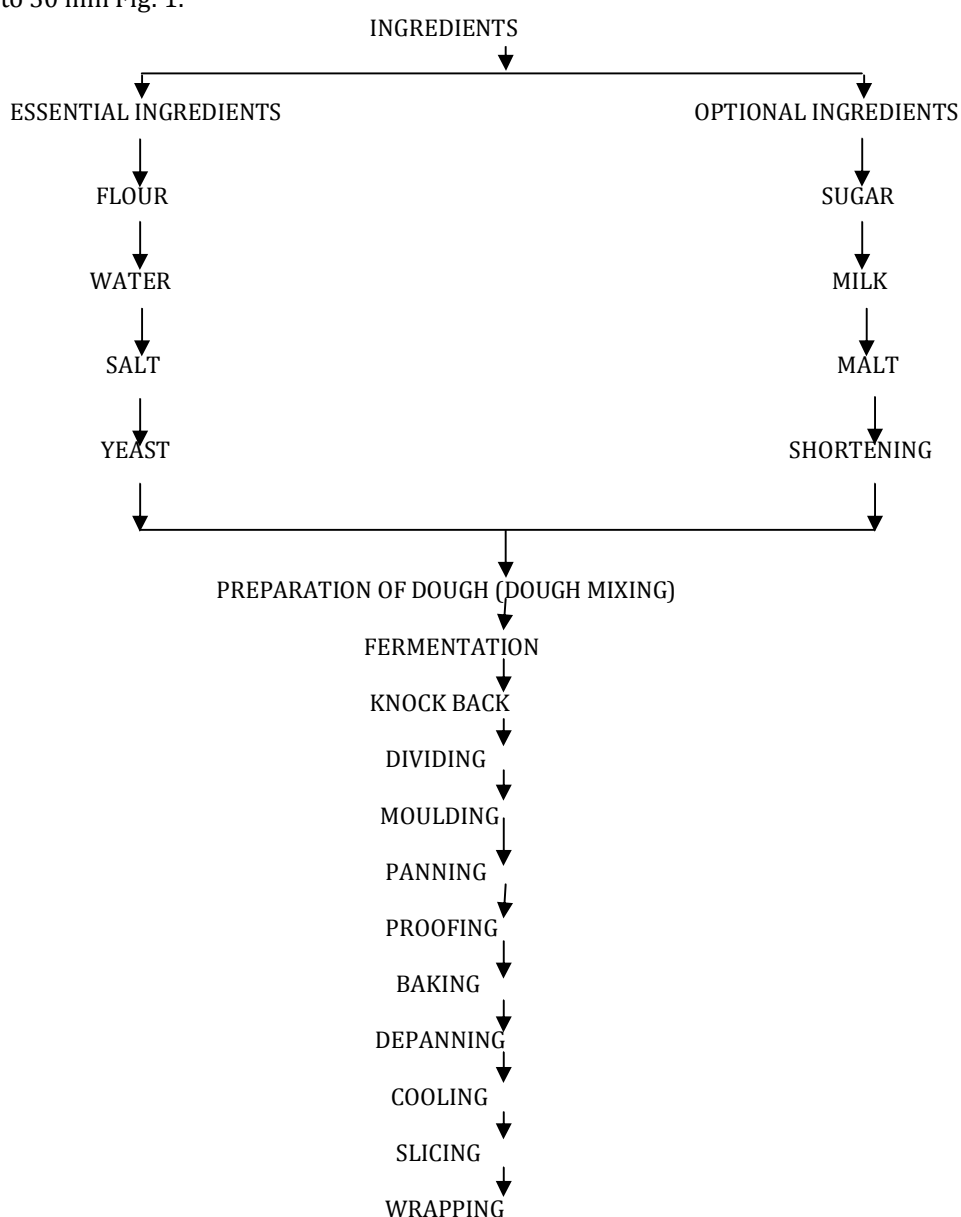 to 30 min Fig. 1.
INGREDIENTS
ESSENTIAL INGREDIENTS
OPTIONAL INGREDIENTS
FLOUR
SUGAR
WATER
MILK
SALT
MALT
YEAST
SHORTENING
PREPARATION OF DOUGH (DOUGH MIXING)
FERMENTATION
KNOCK BACK
DIVIDING
MOULDING
PANNING
PROOFING
BAKING
DEPANNING
COOLING
SLICING
WRAPPING